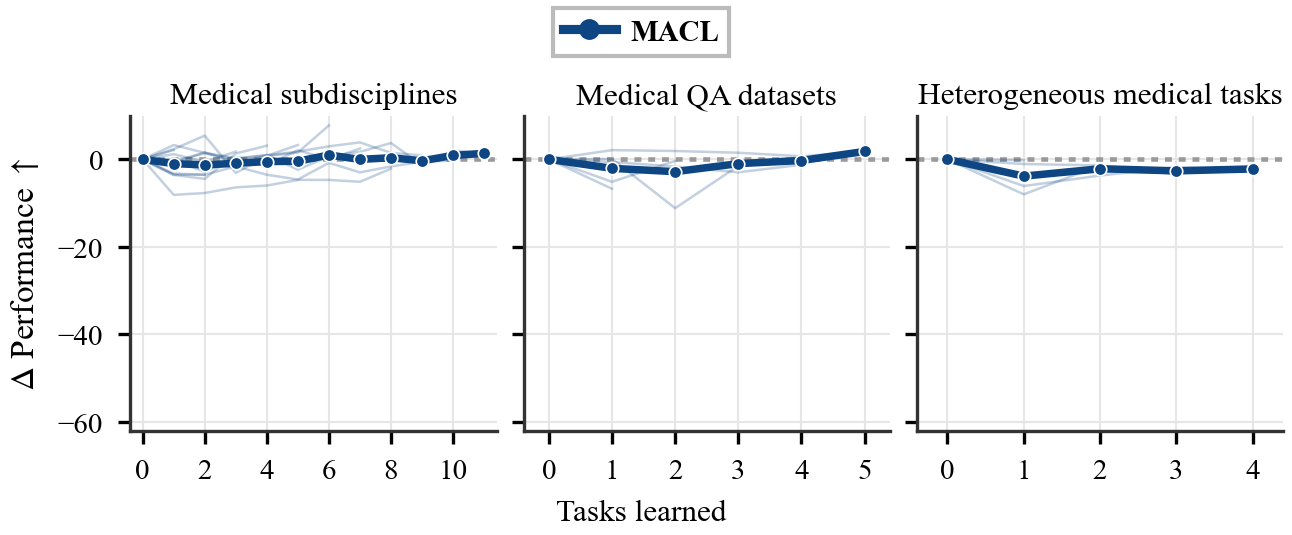 MACL
Medical subdisciplines
Medical QA datasets
Heterogeneous medical tasks
Δ Performance ↑
0
−20
−40
−60
0 2 4 6 8 10
0 1 2 3 4 5
0 1 2 3 4
Tasks learned